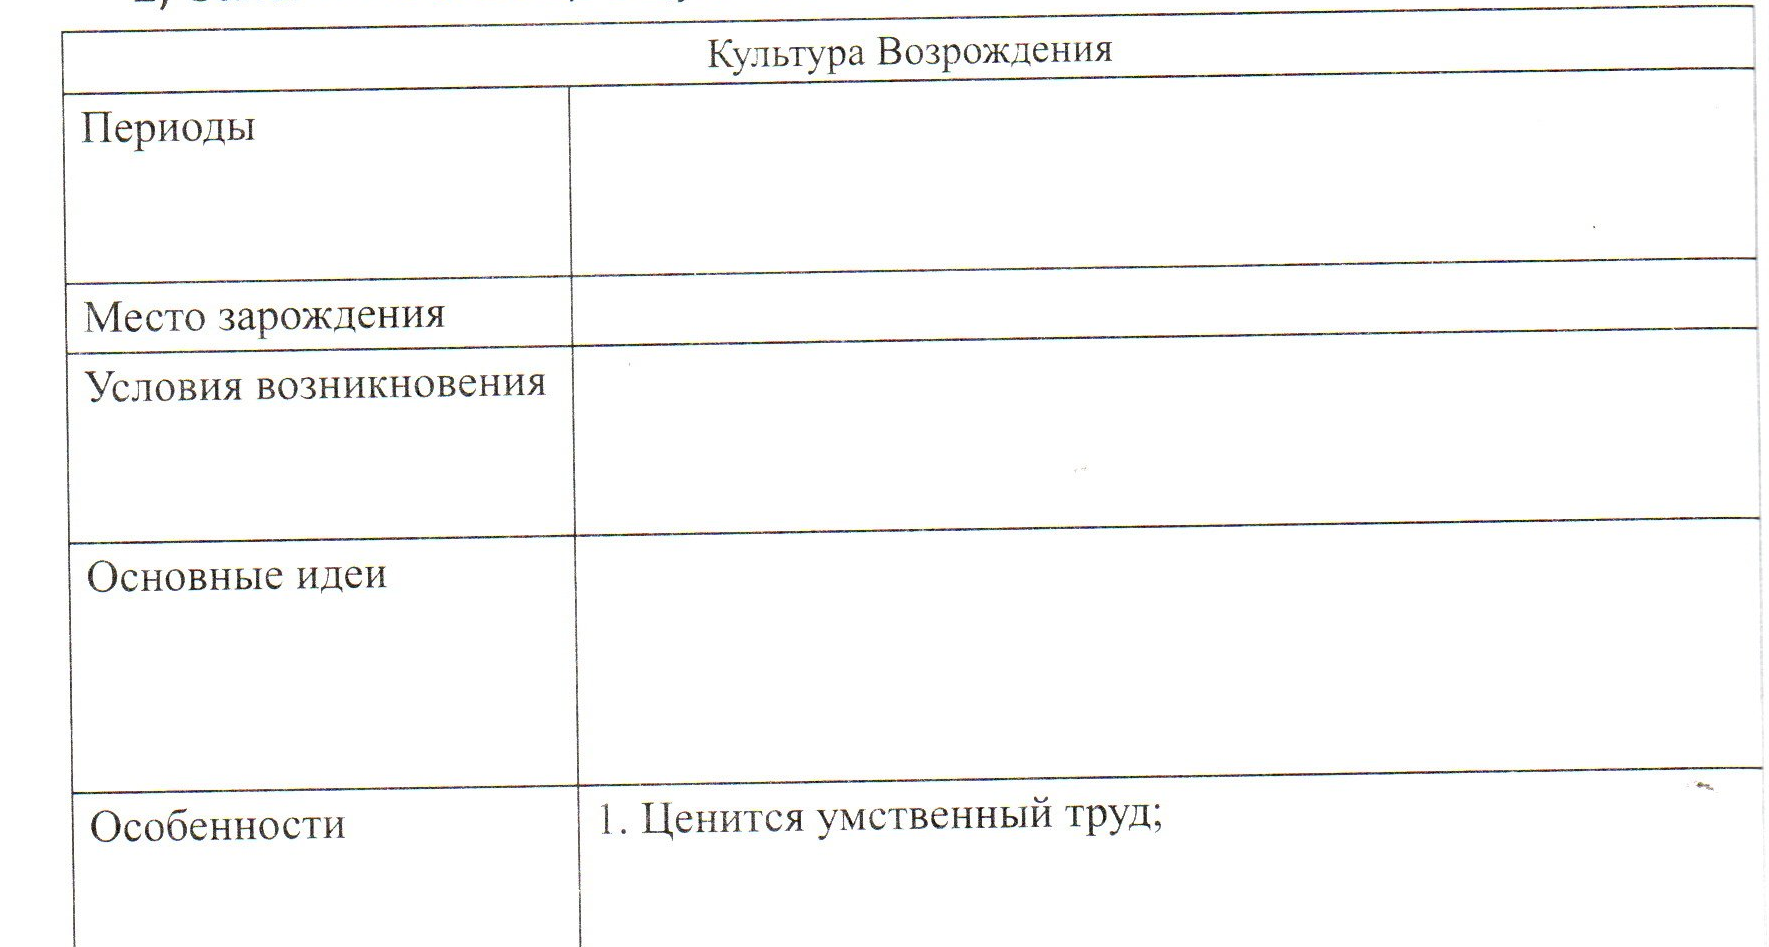 Культура Возрождения
Периоды
Место зарождения
Условия возникновения
Основные идеи
Особенности
1. Ценится умственный труд;